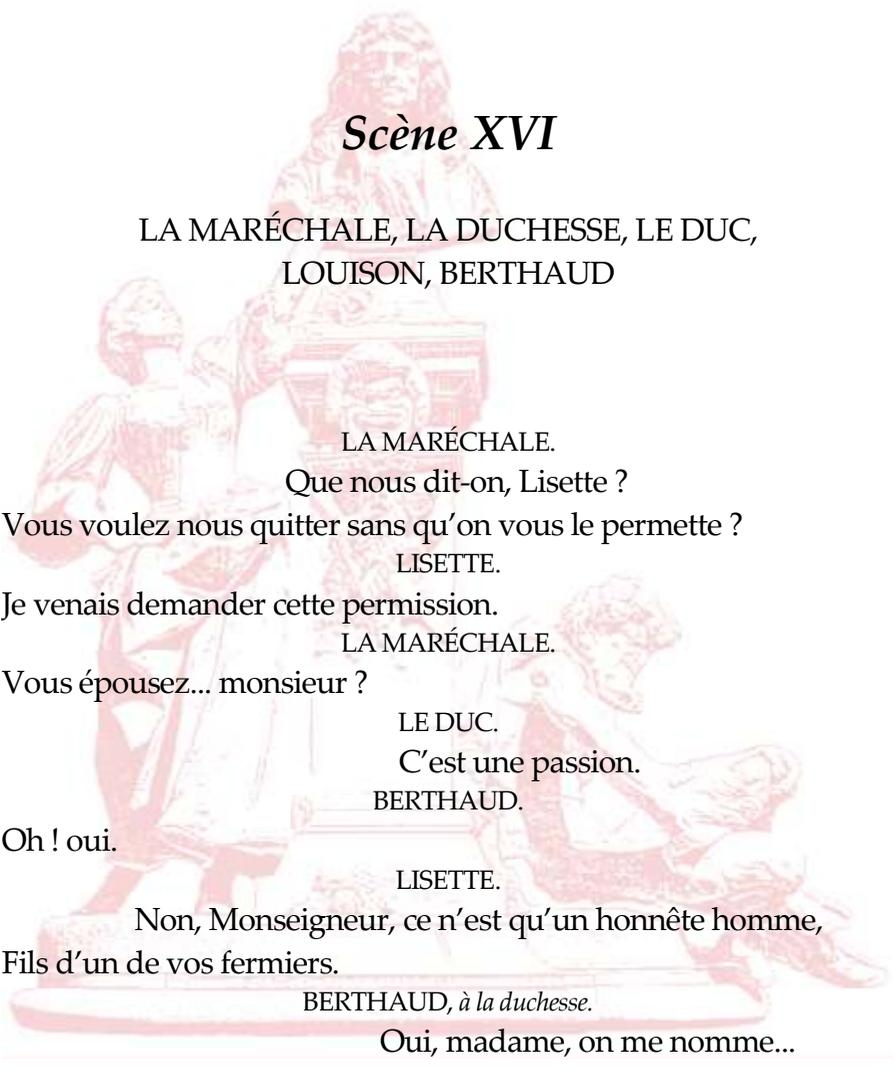 Scène XVI
LA MARÉCHALE, LA DUCHESSE, LE DUC,
LOUISON, BERTHAUD
LA MARÉCHALE.
Que nous dit-on, Lisette ?
Vous voulez nous quitter sans qu’on vous le permette ?
LISETTE.
Je venais demander cette permission.
LA MARÉCHALE.
Vous épousez... monsieur ?
LE DUC.
C’est une passion.
BERTHAUD.
Oh ! oui.
LISETTE.
Non, Monseigneur, ce n’est qu’un honnête homme,
Fils d’un de vos fermiers.
BERTHAUD, à la duchesse.
Oui, madame, on me nomme...